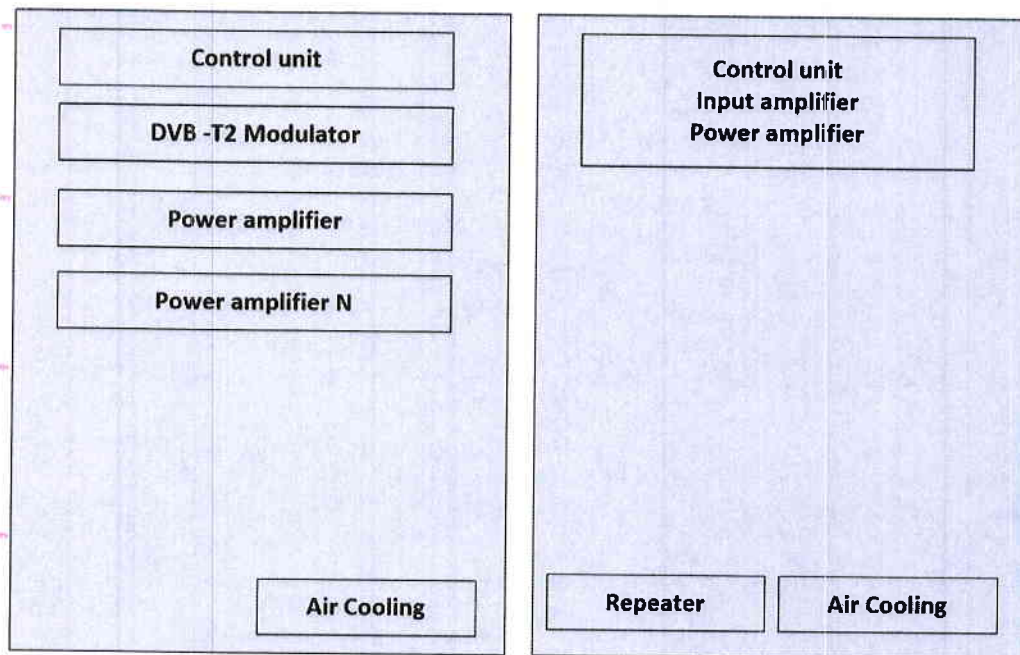 Control unit
DVB -T2 Modulator
Power amplifier
Power amplifier N
Air Cooling
Control unit
Input amplifier
Power amplifier
Repeater
Air Cooling